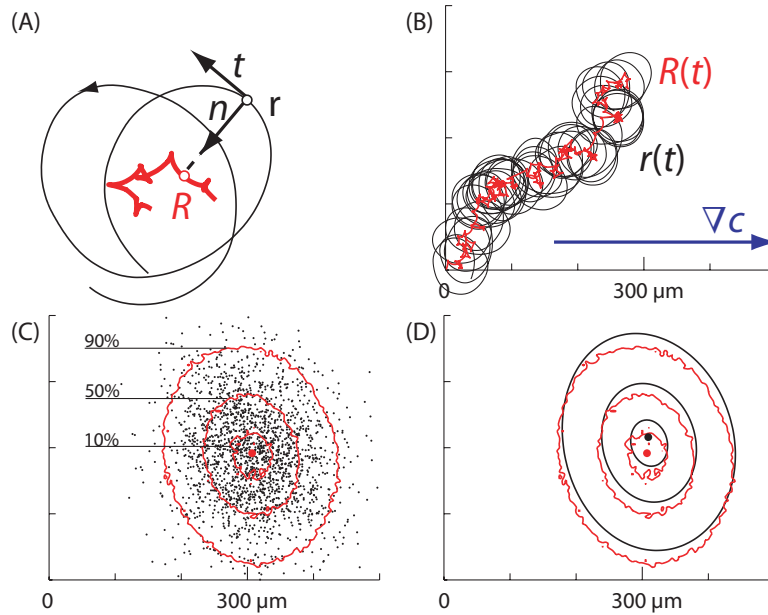 (A)
t
n
r
R
(B)
R(t)
r(t)
∇c
0
300 μm
(C)
90%
50%
10%
0
300 μm
(D)
0
300 μm